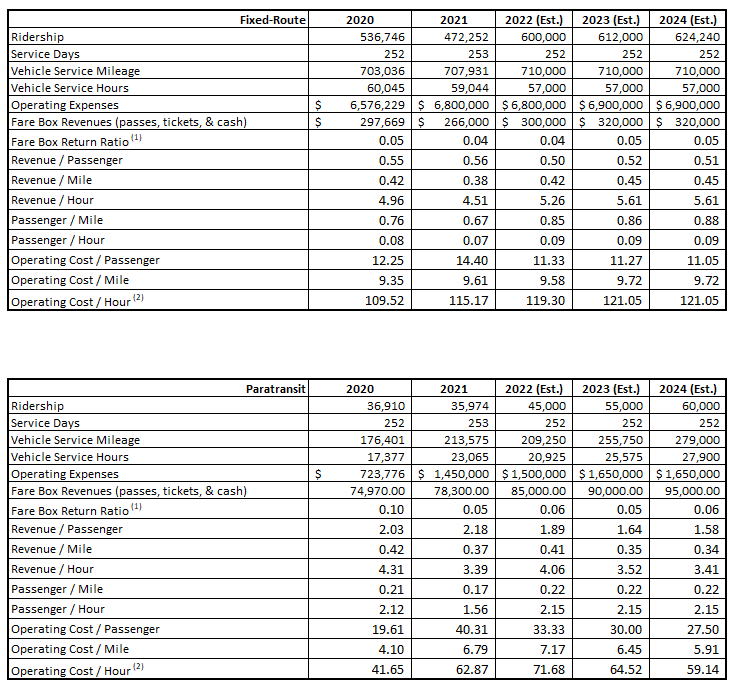 Fixed-Route 2020 2021 2022 (Est.) 2023 (Est.) 2024 (Est.)
Ridership 536,746 472,252 600,000 612,000 624,240
Service Days 252 253 252 252 252
Vehicle Service Mileage 703,036 707,931 710,000 710,000 710,000
Vehicle Service Hours 60,045 59,044 57,000 57,000 57,000
Operating Expenses $ 6,576,229 $ 6,800,000 $ 6,800,000 $ 6,900,000 $ 6,900,000
Fare Box Revenues (passes, tickets, & cash) $ 297,669 $ 266,000 $ 300,000 $ 320,000 $ 320,000
Fare Box Return Ratio (1) 0.05 0.04 0.04 0.05 0.05
Revenue / Passenger 0.55 0.56 0.50 0.52 0.51
Revenue / Mile 0.42 0.38 0.42 0.45 0.45
Revenue / Hour 4.96 4.51 5.26 5.61 5.61
Passenger / Mile 0.76 0.67 0.85 0.86 0.88
Passenger / Hour 0.08 0.07 0.09 0.09 0.09
Operating Cost / Passenger 12.25 14.40 11.33 11.27 11.05
Operating Cost / Mile 9.35 9.61 9.58 9.72 9.72
Operating Cost / Hour (2) 109.52 115.17 119.30 121.05 121.05
Paratransit 2020 2021 2022 (Est.) 2023 (Est.) 2024 (Est.)
Ridership 36,910 35,974 45,000 55,000 60,000
Service Days 252 253 252 252 252
Vehicle Service Mileage 176,401 213,575 209,250 255,750 279,000
Vehicle Service Hours 17,377 23,065 20,925 25,575 27,900
Operating Expenses $ 723,776 $ 1,450,000 $ 1,500,000 $ 1,650,000 $ 1,650,000
Fare Box Revenues (passes, tickets, & cash) 74,970.00 78,300.00 85,000.00 90,000.00 95,000.00
Fare Box Return Ratio (1) 0.10 0.05 0.06 0.05 0.06
Revenue / Passenger 2.03 2.18 1.89 1.64 1.58
Revenue / Mile 0.42 0.37 0.41 0.35 0.34
Revenue / Hour 4.31 3.39 4.06 3.52 3.41
Passenger / Mile 0.21 0.17 0.22 0.22 0.22
Passenger / Hour 2.12 1.56 2.15 2.15 2.15
Operating Cost / Passenger 19.61 40.31 33.33 30.00 27.50
Operating Cost / Mile 4.10 6.79 7.17 6.45 5.91
Operating Cost / Hour (2) 41.65 62.87 71.68 64.52 59.14